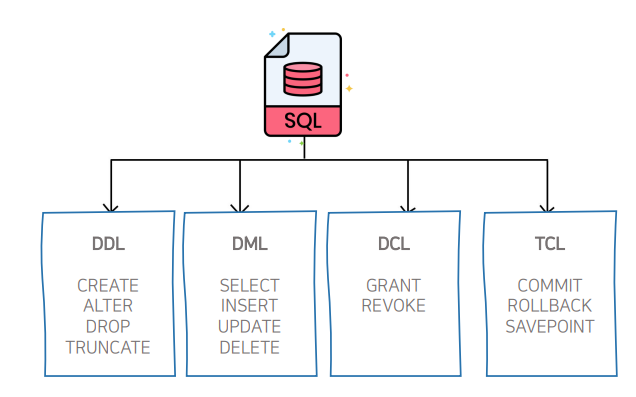 SQL
DDL
CREATE
ALTER
DROP
TRUNCATE
DML
SELECT
INSERT
UPDATE
DELETE
DCL
GRANT
REVOKE
TCL
COMMIT
ROLLBACK
SAVEPOINT